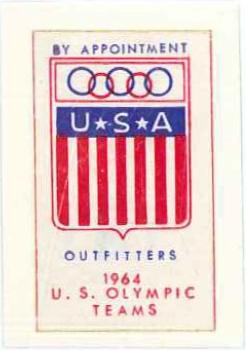 BY APPOINTMENT
U★S★A
OUTFITTERS
1964
U. S. OLYMPIC
TEAMS